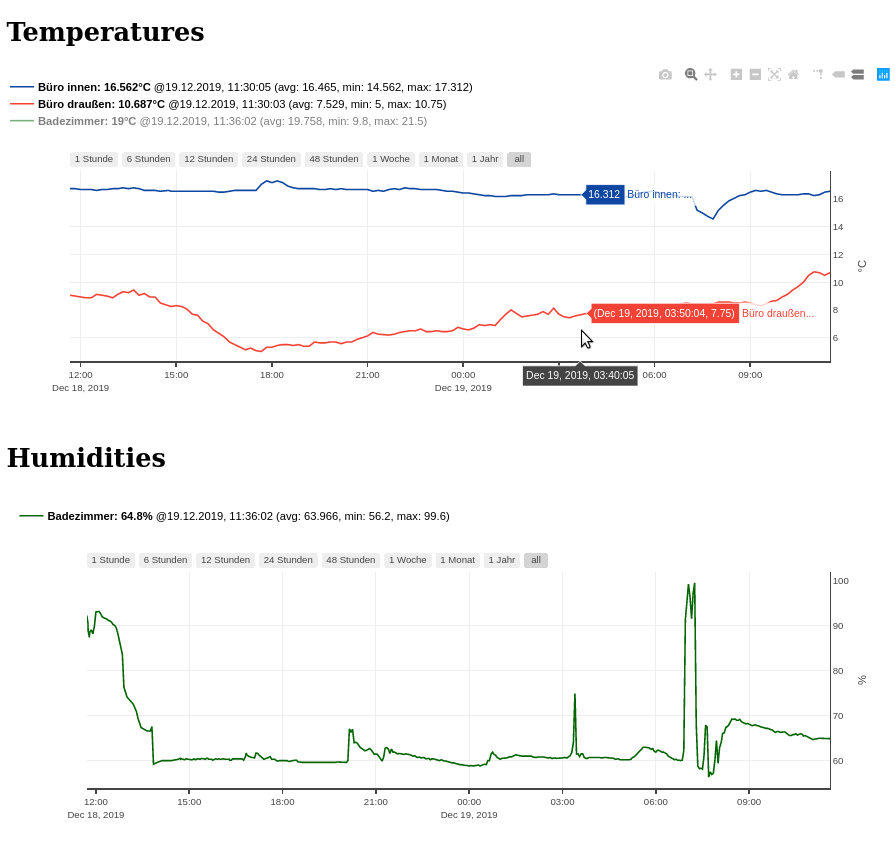 Temperatures
Büro innen: 16.562°C @19.12.2019, 11:30:05 (avg: 16.465, min: 14.562, max: 17.312)
Büro draußen: 10.687°C @19.12.2019, 11:30:03 (avg: 7.529, min: 5, max: 10.75)
Badezimmer: 19°C @19.12.2019, 11:36:02 (avg: 19.758, min: 9.8, max: 21.5)
1 Stunde 6 Stunden 12 Stunden 24 Stunden 48 Stunden 1 Woche 1 Monat 1 Jahr all
16.312 Büro innen: ...
16
14
12
°C
10
8
(Dec 19, 2019, 03:50:04, 7.75) Büro draußen...
6
12:00 15:00 18:00 21:00 00:00 06:00 09:00
Dec 19, 2019, 03:40:05
Dec 18, 2019 Dec 19, 2019
Humidities
Badezimmer: 64.8% @19.12.2019, 11:36:02 (avg: 63.966, min: 56.2, max: 99.6)
1 Stunde 6 Stunden 12 Stunden 24 Stunden 48 Stunden 1 Woche 1 Monat 1 Jahr all
100
90
80
%
70
60
12:00 15:00 18:00 21:00 00:00 03:00 06:00 09:00
Dec 18, 2019 Dec 19, 2019